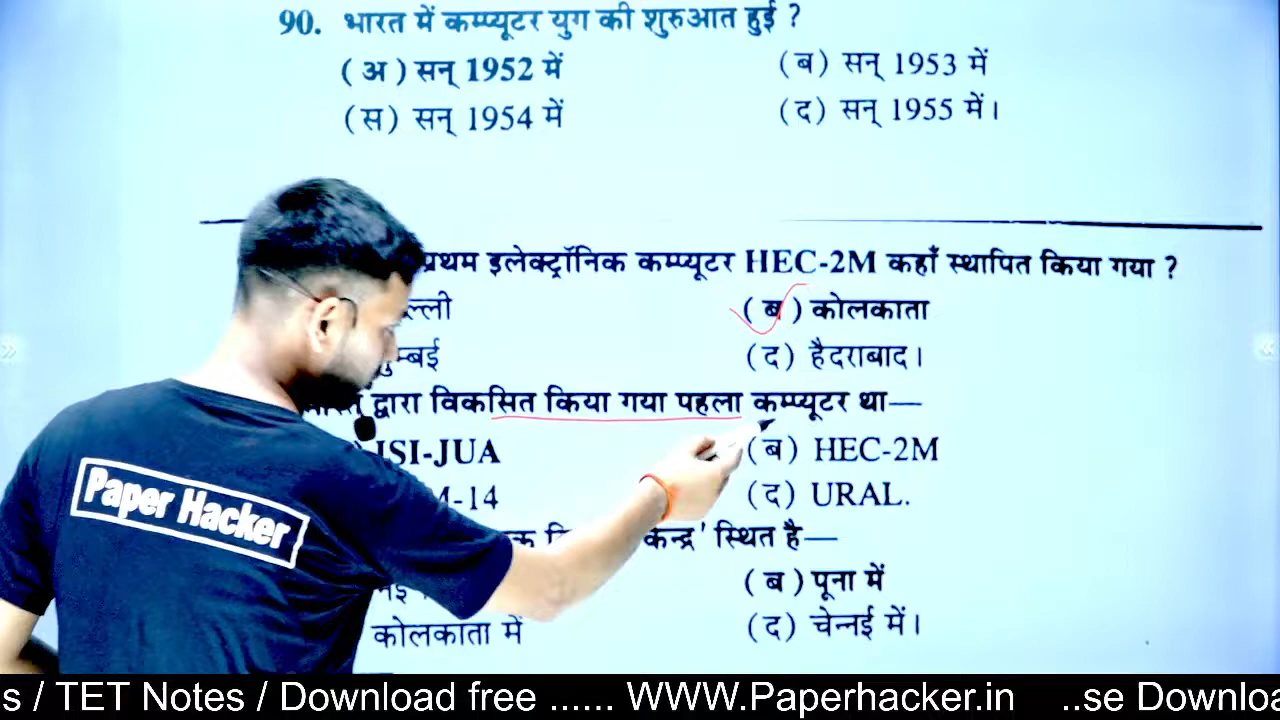 90. भारत में कम्प्यूटर युग की शुरुआत हुई ?
(अ) सन् 1952 में (ब) सन् 1953 में
(स) सन् 1954 में (द) सन् 1955 में।
प्रथम इलेक्ट्रॉनिक कम्प्यूटर HEC-2M कहाँ स्थापित किया गया ?
(ब) कोलकाता
(द) हैदराबाद।
द्वारा विकसित किया गया पहला कम्प्यूटर था—
ISI-JUA (ब) HEC-2M
-14 (द) URAL.
केन्द्र' स्थित है—
(ब) पूना में
कोलकाता में (द) चेन्नई में।
Paper Hacker
s / TET Notes / Download free ...... WWW.Paperhacker.in ..se Downloa